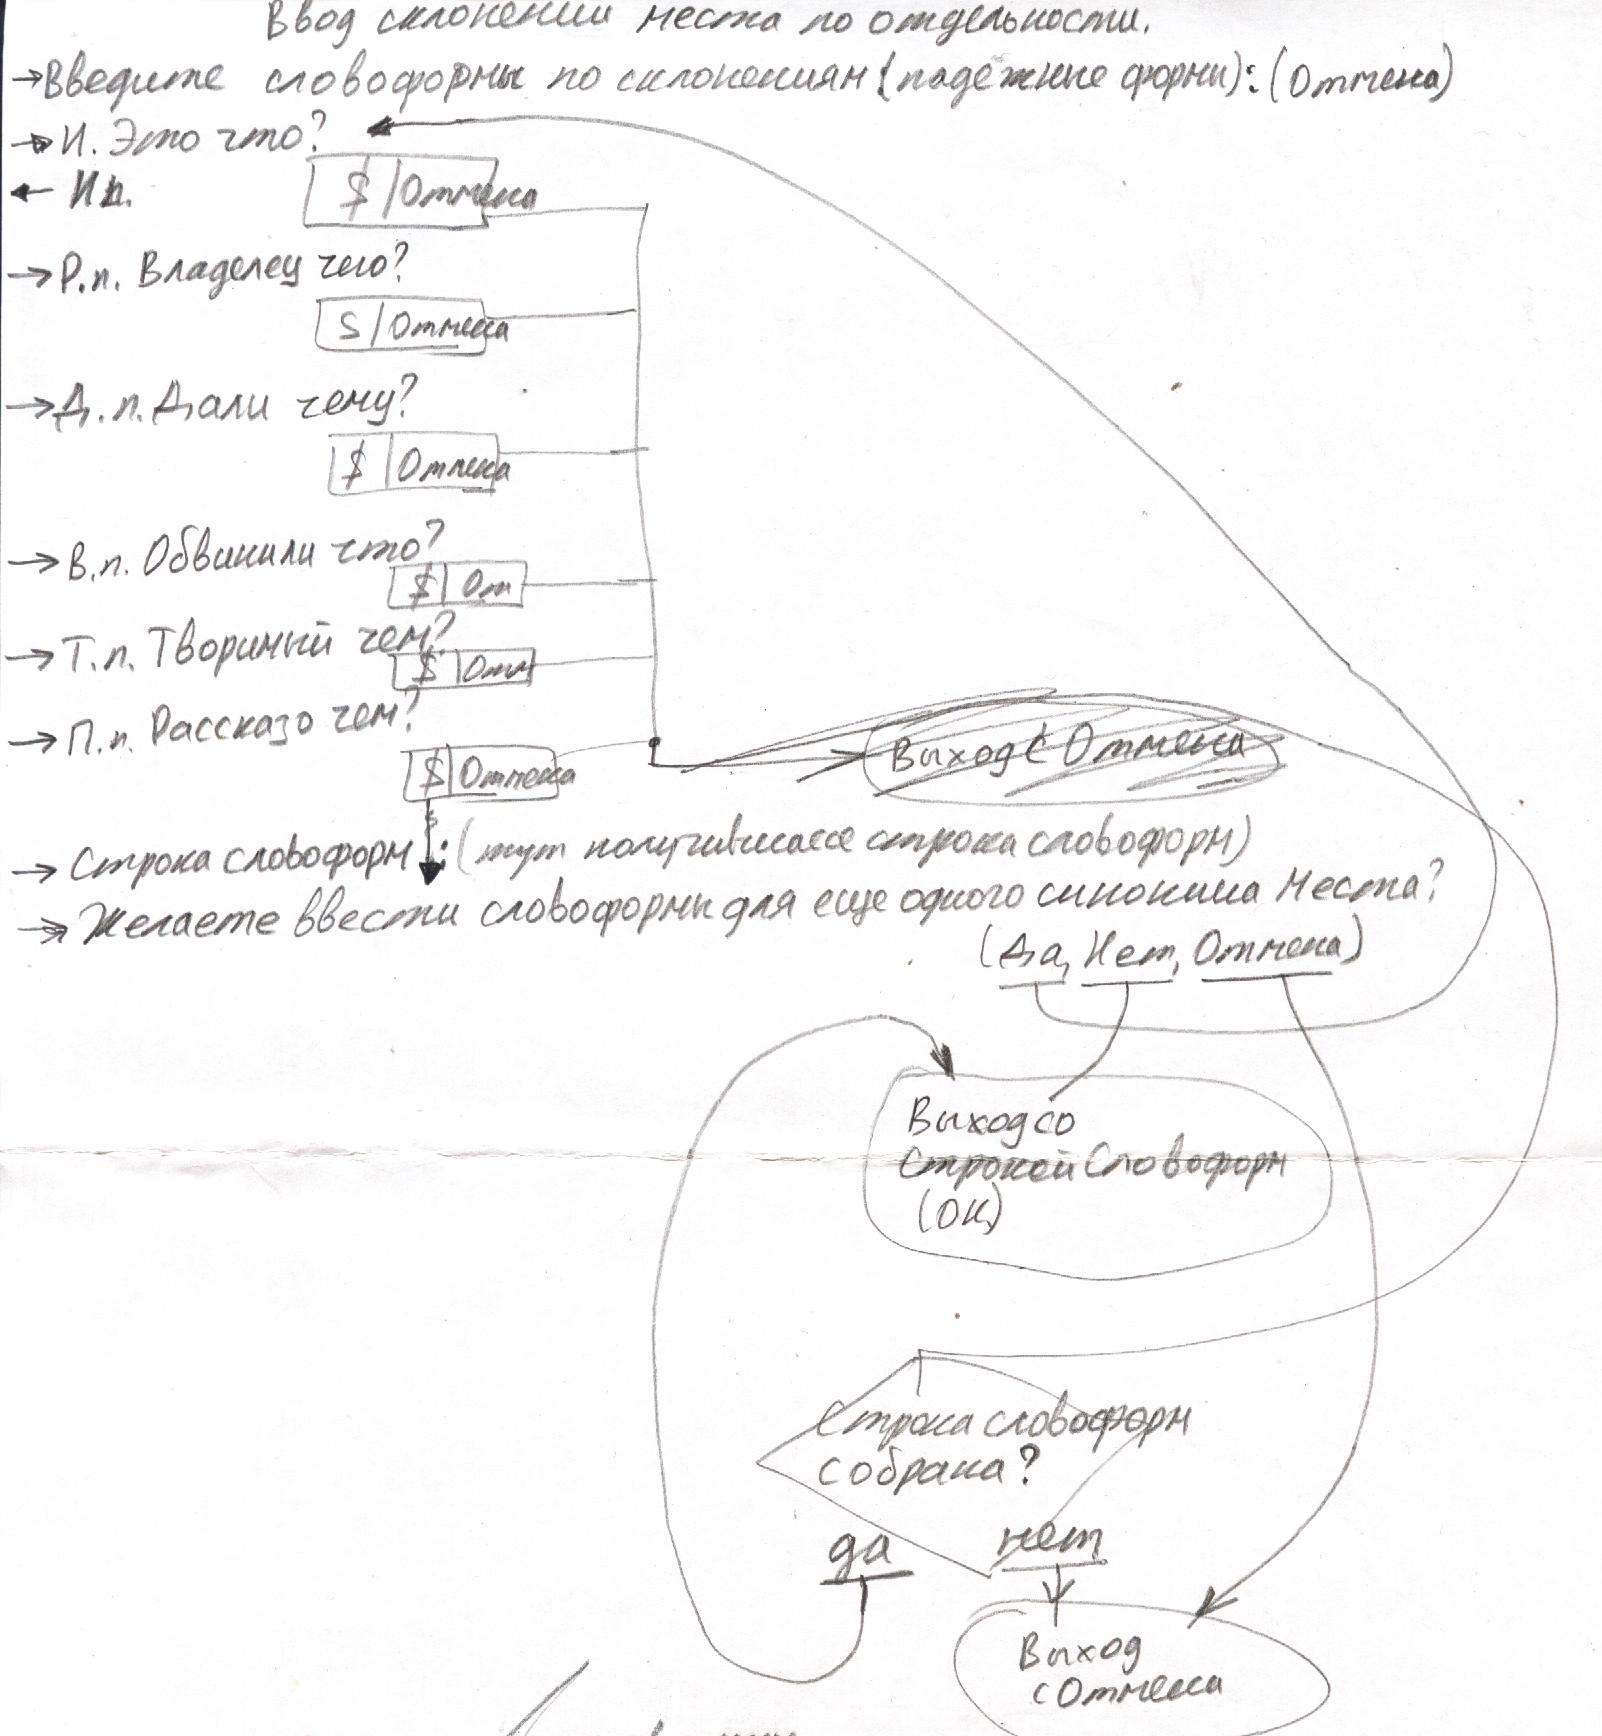 Ввод склонений места по отдельности.
→Введите словоформы по склонениям (падежные формы): (Отмена)
→ И. Это что?
← Ип.
$ | Отмена
→ Р.п. Владелец чего?
S | Отмена
→ Д.п. Дали чему?
$ | Отмена
→ В.п. Обвинили что?
$ | От
→ Т.п. Творимый чем?
$ | Отм
→ П.п. Рассказ о чем?
$ | Отмена
Выход с Отмена
→ Строка словоформ: (тут получившаяся строка словоформ)
→ Желаете ввести словоформы для еще одного синонима места?
(Да, Нет, Отмена)
Выход со
Строкой Словоформ
(ОК)
Строка словоформ
собрана?
да нет
Выход
с Отмена